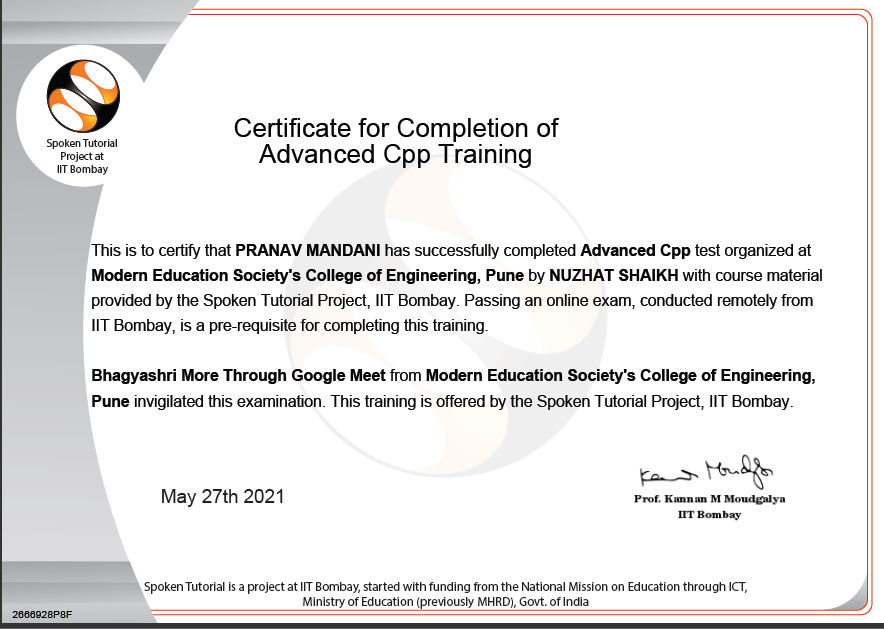 Spoken Tutorial
Project at
IIT Bombay
Certificate for Completion of
Advanced Cpp Training
This is to certify that PRANAV MANDANI has successfully completed Advanced Cpp test organized at
Modern Education Society's College of Engineering, Pune by NUZHAT SHAIKH with course material
provided by the Spoken Tutorial Project, IIT Bombay. Passing an online exam, conducted remotely from
IIT Bombay, is a pre-requisite for completing this training.
Bhagyashri More Through Google Meet from Modern Education Society's College of Engineering,
Pune invigilated this examination. This training is offered by the Spoken Tutorial Project, IIT Bombay.
May 27th 2021
Prof. Kannan M Moudgalya
IIT Bombay
Spoken Tutorial is a project at IIT Bombay, started with funding from the National Mission on Education through ICT,
Ministry of Education (previously MHRD), Govt. of India
2666928P8F